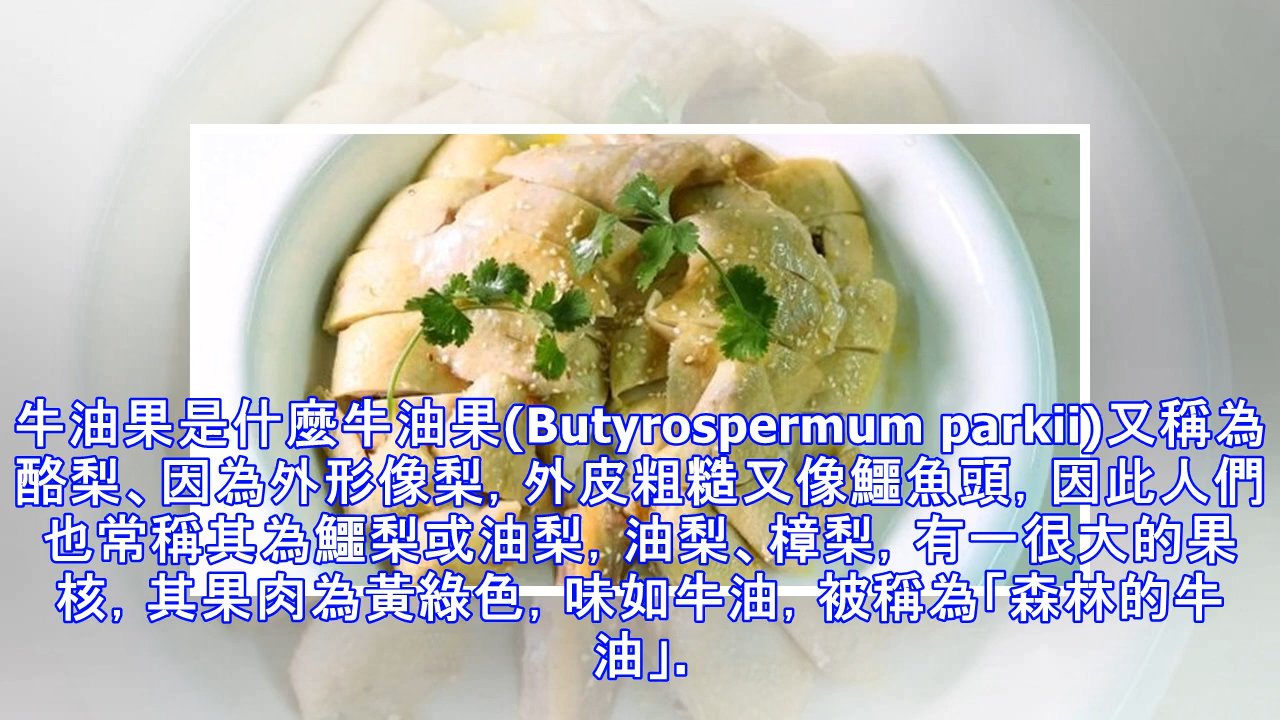 牛油果是什麼牛油果(Butyrospermum parkii)又稱為
酪梨、因為外形像梨, 外皮粗糙又像鱷魚頭, 因此人們
也常稱其為鱷梨或油梨, 油梨、樟梨, 有一很大的果
核, 其果肉為黃綠色, 味如牛油, 被稱為「森林的牛
油」.